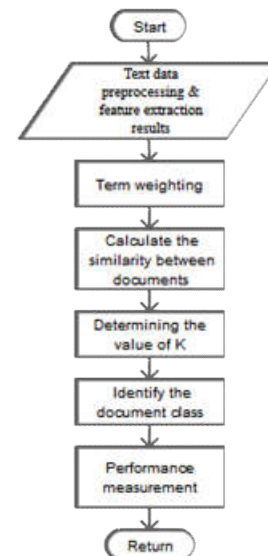 Start
Text data
preprocessing &
feature extraction
results
Term weighting
Calculate the
similarity between
documents
Determining the
value of K
Identify the
document class
Performance
measurement
Return